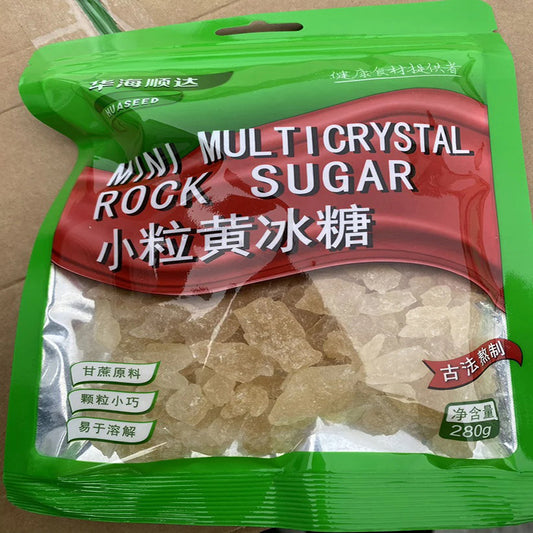 华海顺达
HUASEED
健康食材提供者
MINI MULTICRYSTAL
ROCK SUGAR
小粒黄冰糖
甘蔗原料
颗粒小巧
易于溶解
古法熬制
净含量
280g